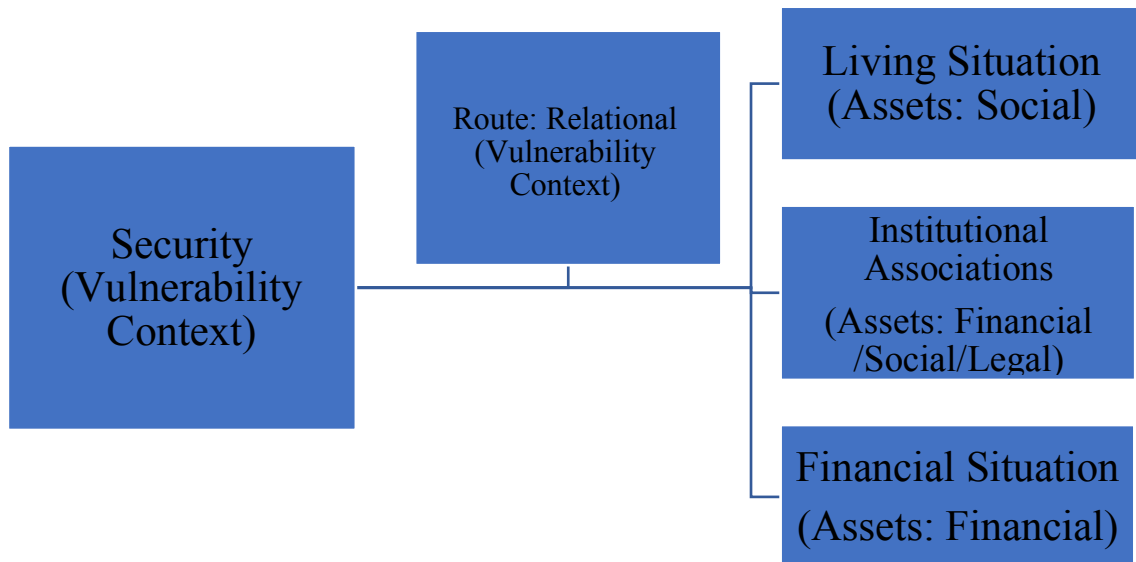 Security
(Vulnerability
Context)
Route: Relational
(Vulnerability
Context)
Living Situation
(Assets: Social)
Institutional
Associations
(Assets: Financial
/Social/Legal)
Financial Situation
(Assets: Financial)